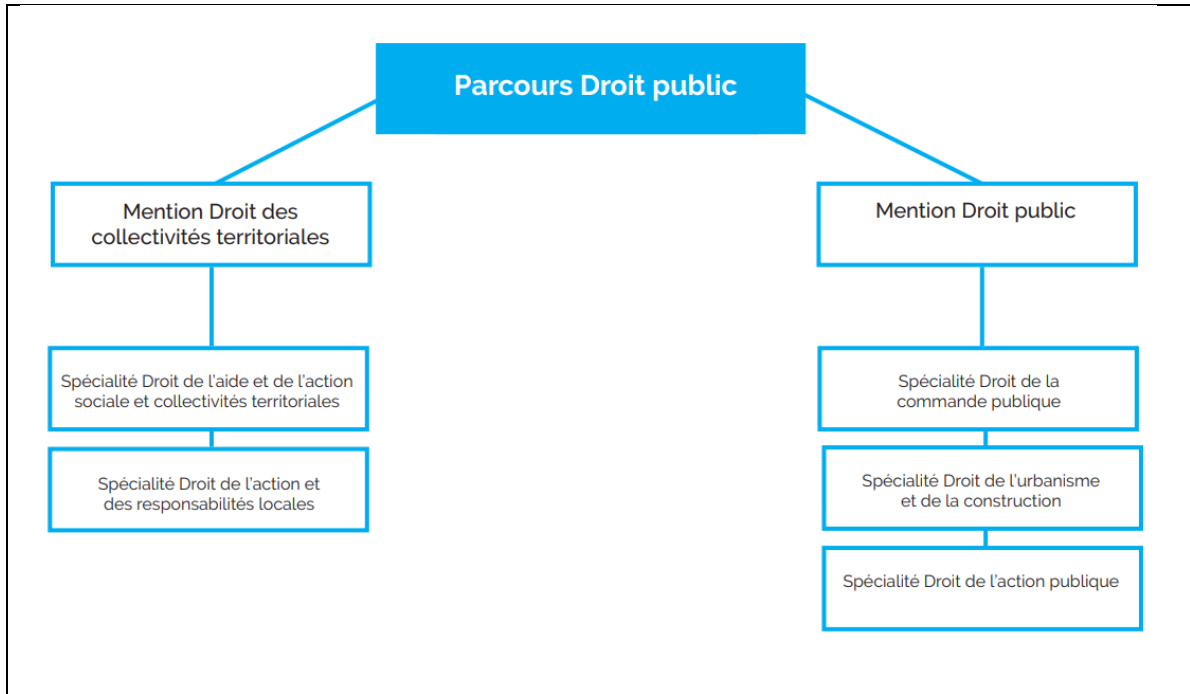 Parcours Droit public
Mention Droit des
collectivités territoriales
Spécialité Droit de l'aide et de l'action
sociale et collectivités territoriales
Spécialité Droit de l'action et
des responsabilités locales
Mention Droit public
Spécialité Droit de la
commande publique
Spécialité Droit de l'urbanisme
et de la construction
Spécialité Droit de l'action publique